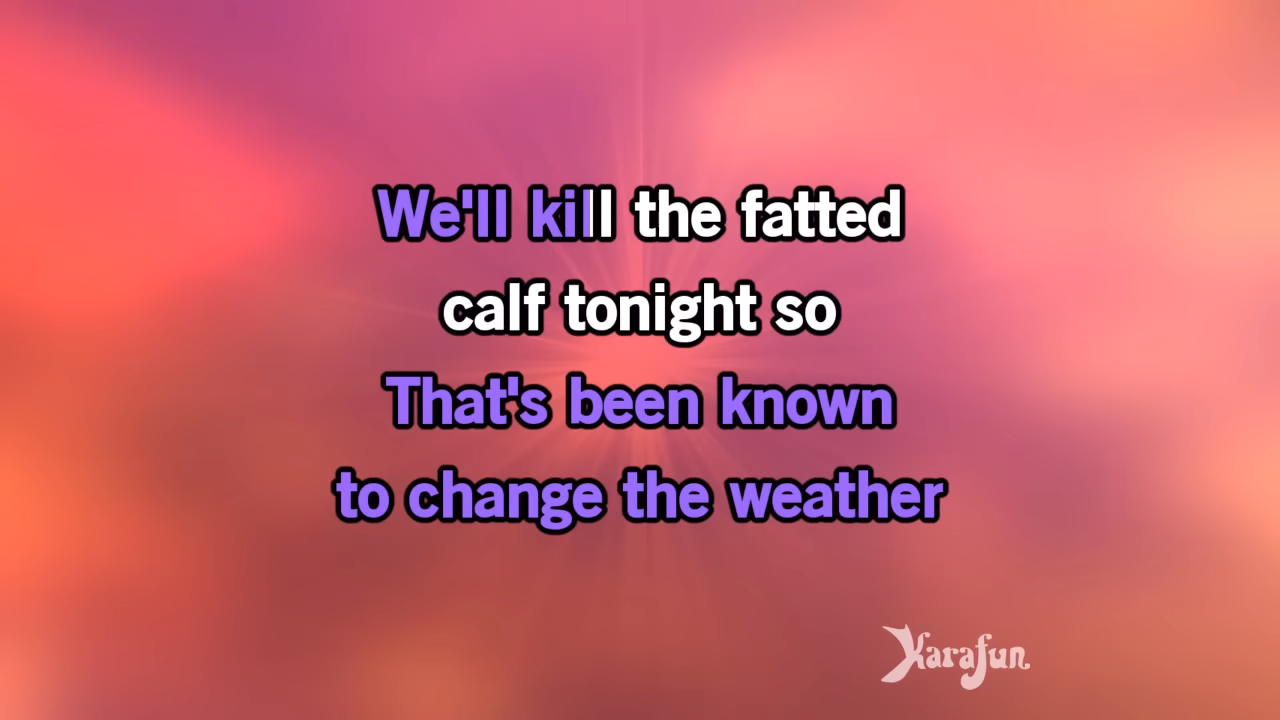 We'll kill the fatted
calf tonight so
That's been known
to change the weather
Karafun